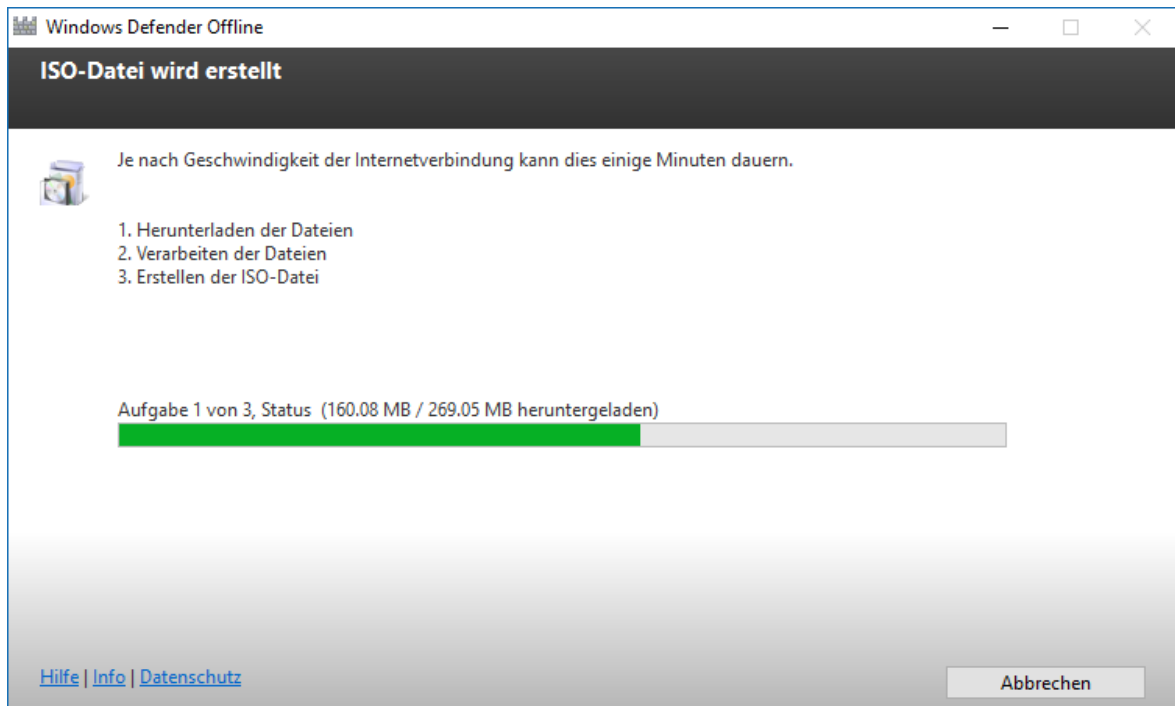 Windows Defender Offline
ISO-Datei wird erstellt
Je nach Geschwindigkeit der Internetverbindung kann dies einige Minuten dauern.
1. Herunterladen der Dateien
2. Verarbeiten der Dateien
3. Erstellen der ISO-Datei
Aufgabe 1 von 3, Status  (160.08 MB / 269.05 MB heruntergeladen)
Hilfe | Info | Datenschutz
Abbrechen